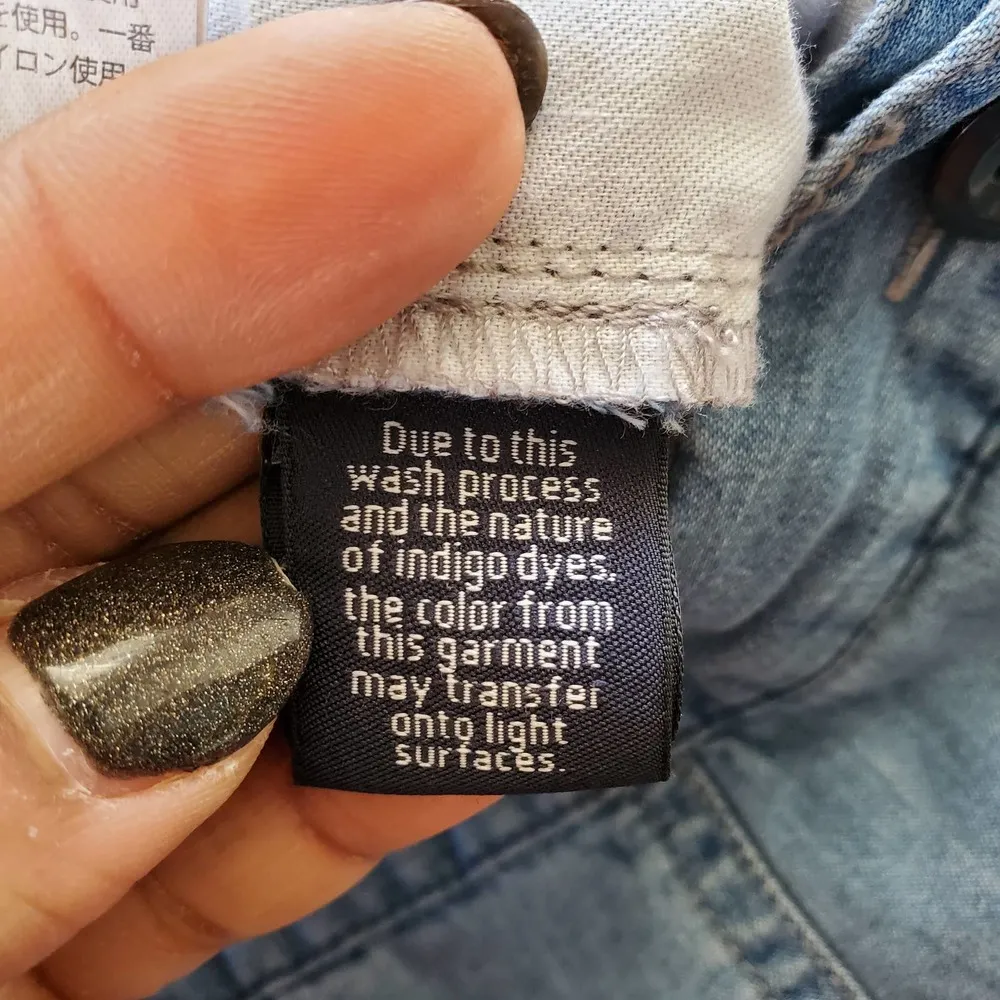 を使用。一番
イロン使用
Due to this
wash process
and the nature
of indigo dyes.
the color from
this garment
may transfer
onto light
surfaces.